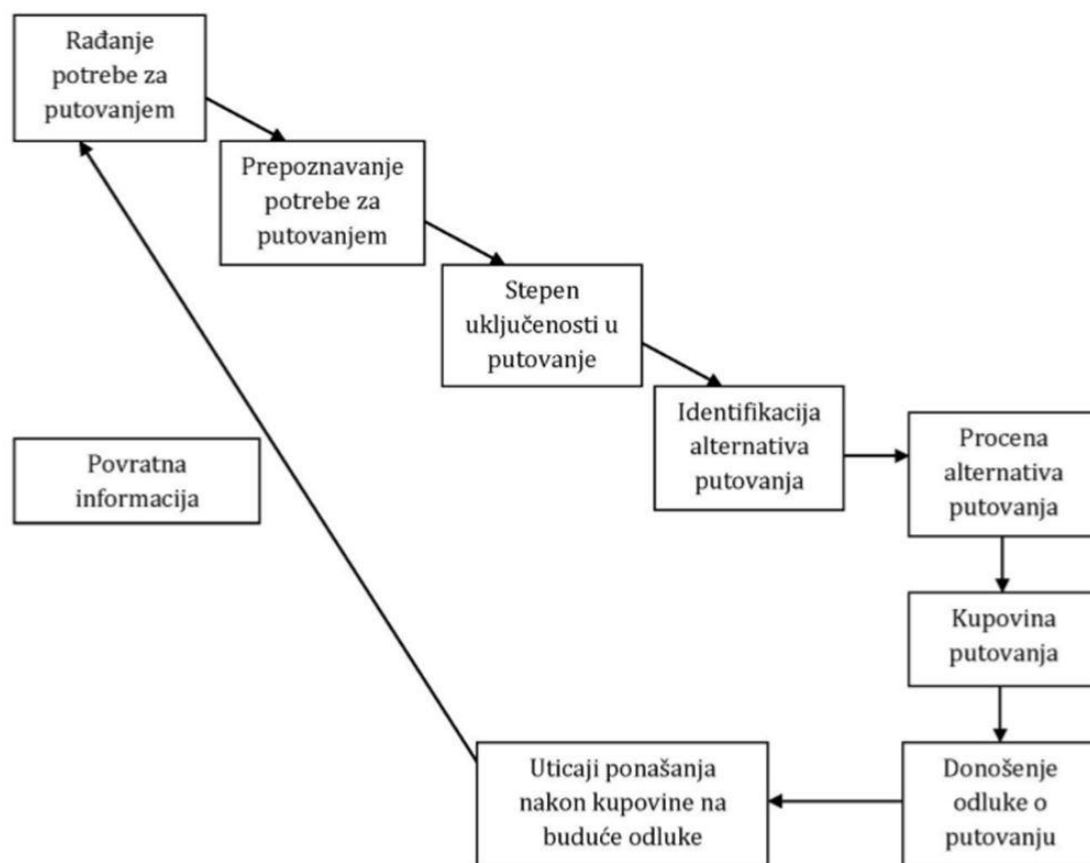 Rađanje
potrebe za
putovanjem
Prepoznavanje
potrebe za
putovanjem
Stepen
uključenosti u
putovanje
Identifikacija
alternativa
putovanja
Procena
alternativa
putovanja
Povratna
informacija
Kupovina
putovanja
Donošenje
odluke o
putovanju
Uticaji ponašanja
nakon kupovine na
buduće odluke